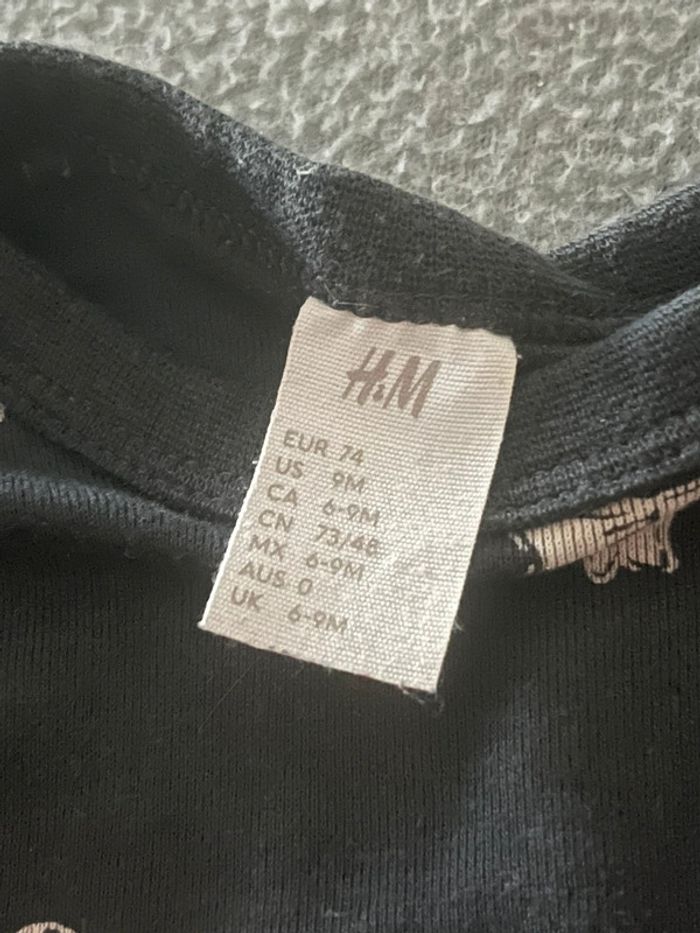 H&M
EUR 74
US 9M
CA 6-9M
CN 73/48
MX 6-9M
AUS 0
UK 6-9M